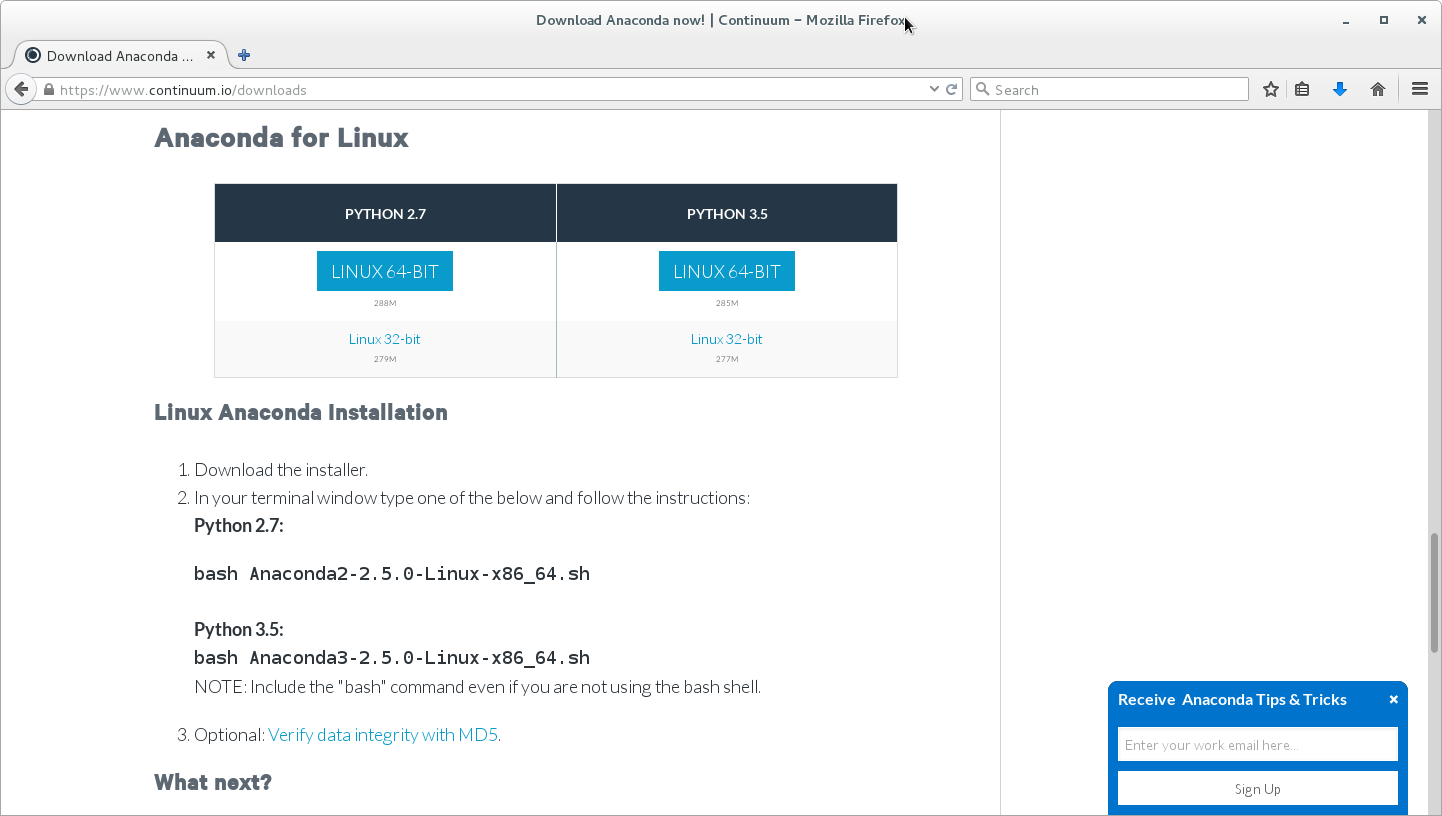 Download Anaconda now! | Continuum – Mozilla Firefox
Download Anaconda ...
https://www.continuum.io/downloads
Search
Anaconda for Linux
PYTHON 2.7 PYTHON 3.5
LINUX 64-BIT LINUX 64-BIT
288M 285M
Linux 32-bit Linux 32-bit
279M 277M
Linux Anaconda Installation
1. Download the installer.
2. In your terminal window type one of the below and follow the instructions:
Python 2.7:
bash Anaconda2-2.5.0-Linux-x86_64.sh
Python 3.5:
bash Anaconda3-2.5.0-Linux-x86_64.sh
NOTE: Include the "bash" command even if you are not using the bash shell.
3. Optional: Verify data integrity with MD5.
What next?
Receive Anaconda Tips & Tricks ×
Enter your work email here...
Sign Up